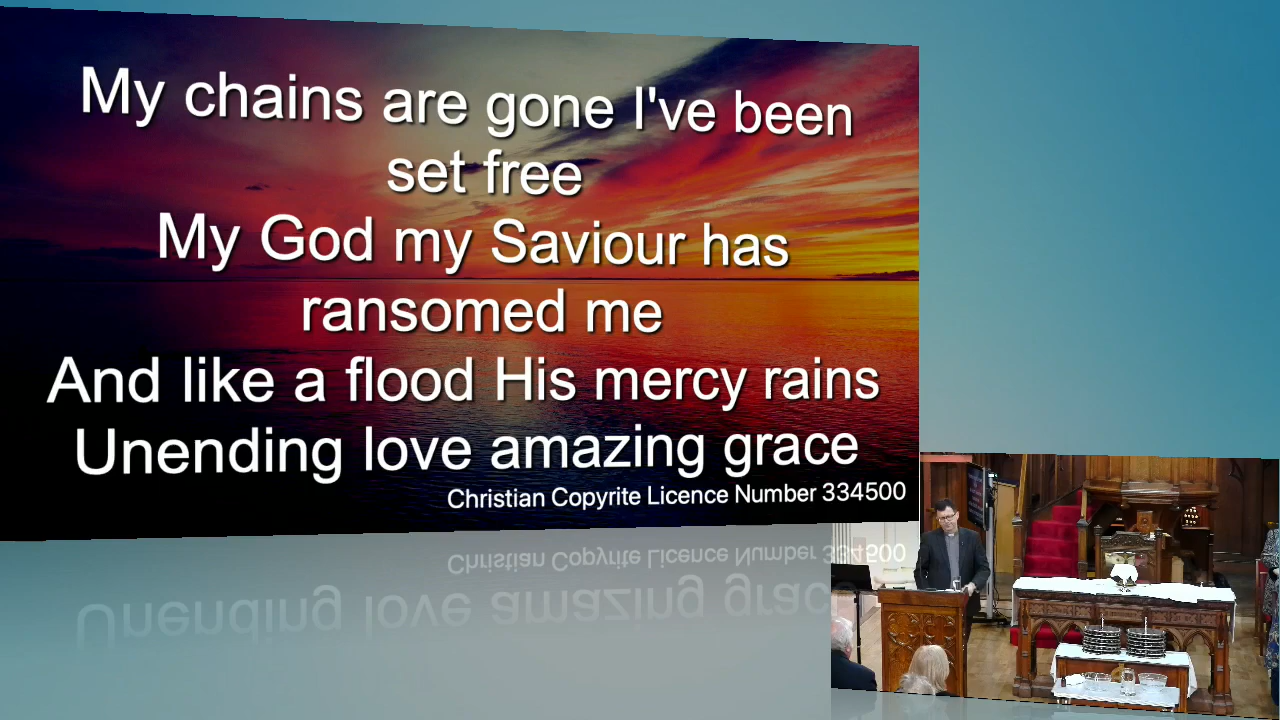 My chains are gone I've been
set free
My God my Saviour has
ransomed me
And like a flood His mercy rains
Unending love amazing grace
Christian Copyrite Licence Number 334500